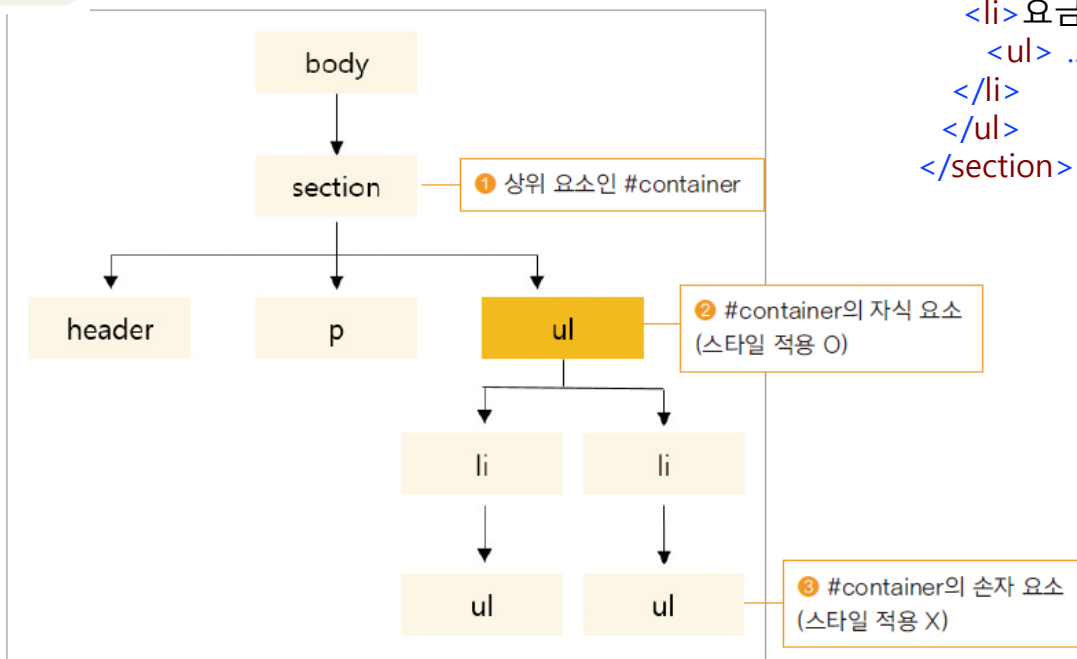 <li>요금
<ul> ..
</li>
</ul>
</section>
body
section
❶ 상위 요소인 #container
header
p
ul
❷ #container의 자식 요소
(스타일 적용 O)
li
li
ul
ul
❸ #container의 손자 요소
(스타일 적용 X)